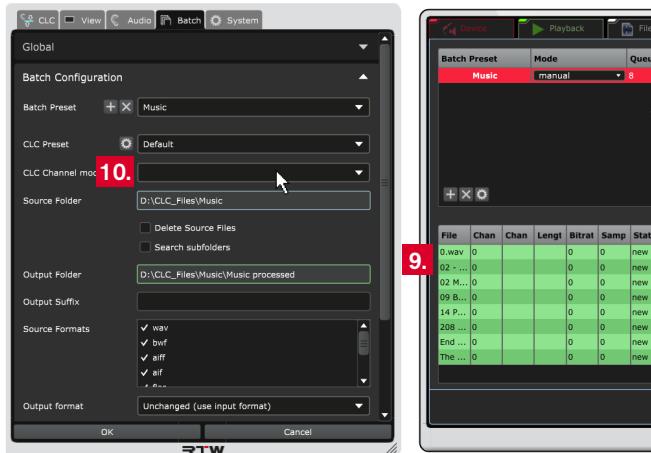 CLC View Audio Batch System
Global
Batch Configuration
Batch Preset Music
CLC Preset Default
CLC Channel mod
10.
Source Folder D:\CLC_Files\Music
Delete Source Files
Search subfolders
Output Folder D:\CLC_Files\Music\Music processed
Output Suffix
Source Formats wav
bwf
aiff
aif
Output format Unchanged (use input format)
OK Cancel
RTW
Device Playback File
Batch Preset Mode Queu
Music manual 8
9.
File Chan Chan Lengt Bitrat Samp Stat
0.wav 0 0 0 new
02 - ... 0 0 0 new
02 M... 0 0 0 new
09 B... 0 0 0 new
14 P... 0 0 0 new
208 ... 0 0 0 new
End ... 0 0 0 new
The ... 0 0 0 new